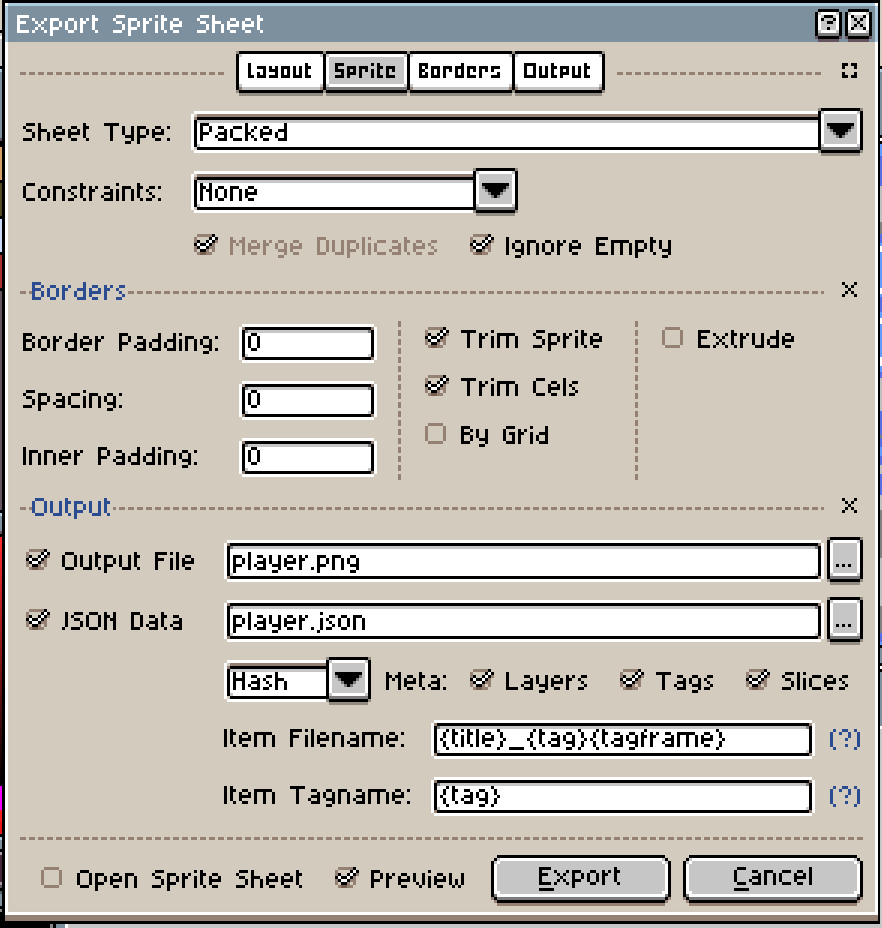 Export Sprite Sheet ? X
Layout Sprite Borders Output
Sheet Type: Packed
Constraints: None
Merge Duplicates Ignore Empty
Borders
Border Padding: 0 Trim Sprite Extrude
Spacing: 0 Trim Cels
Inner Padding: 0 By Grid
Output
Output File player.png ...
JSON Data player.json ...
Hash Meta: Layers Tags Slices
Item Filename: {title}_{tag}{tagframe} (?)
Item Tagname: {tag} (?)
Open Sprite Sheet Preview Export Cancel